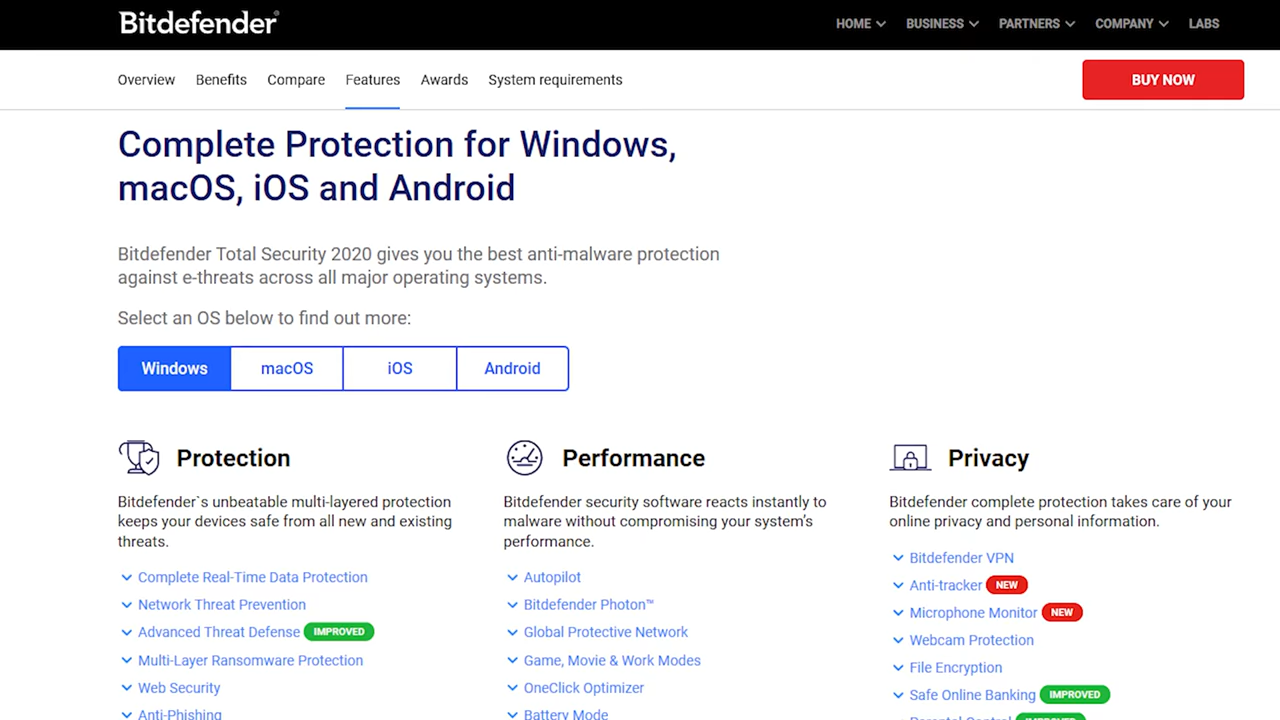 Bitdefender®
HOME BUSINESS PARTNERS COMPANY LABS
Overview Benefits Compare Features Awards System requirements BUY NOW
Complete Protection for Windows,
macOS, iOS and Android
Bitdefender Total Security 2020 gives you the best anti-malware protection
against e-threats across all major operating systems.
Select an OS below to find out more:
Windows macOS iOS Android
Protection
Bitdefender`s unbeatable multi-layered protection
keeps your devices safe from all new and existing
threats.
Complete Real-Time Data Protection
Network Threat Prevention
Advanced Threat Defense IMPROVED
Multi-Layer Ransomware Protection
Web Security
Anti-Phishing
Performance
Bitdefender security software reacts instantly to
malware without compromising your system's
performance.
Autopilot
Bitdefender Photon™
Global Protective Network
Game, Movie & Work Modes
OneClick Optimizer
Battery Mode
Privacy
Bitdefender complete protection takes care of your
online privacy and personal information.
Bitdefender VPN
Anti-tracker NEW
Microphone Monitor NEW
Webcam Protection
File Encryption
Safe Online Banking IMPROVED
Parental Control IMPROVED